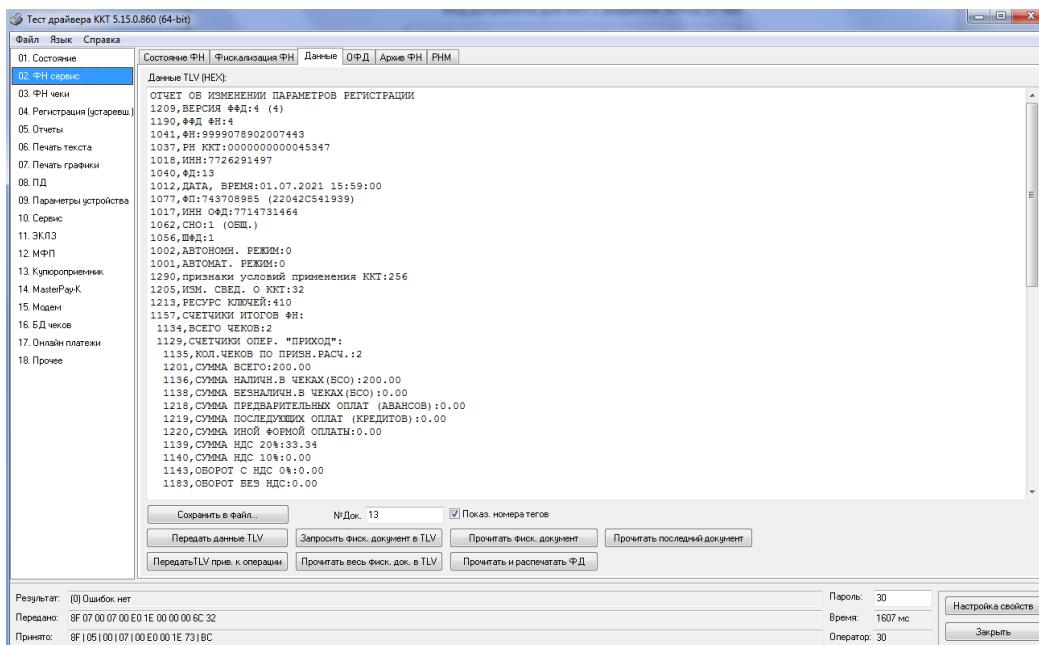 Тест драйвера ККТ 5.15.0.860 (64-bit)
Файл Язык Справка
01. Состояние
02. ФН сервис
03. ФН чеки
04. Регистрация (устаревш.)
05. Отчеты
06. Печать текста
07. Печать графики
08. ПД
09. Параметры устройства
10. Сервис
11. ЭКЛЗ
12. МФП
13. Купюроприемник
14. MasterPay-K
15. Модем
16. БД чеков
17. Онлайн платежи
18. Прочее
Состояние ФН Фискализация ФН Данные ОФД Архив ФН РНМ
Данные TLV (HEX):
ОТЧЕТ ОБ ИЗМЕНЕНИИ ПАРАМЕТРОВ РЕГИСТРАЦИИ
1209,ВЕРСИЯ ФФД:4 (4)
1190,ФФД ФН:4
1041,ФН:9999078902007443
1037,РН ККТ:0000000000045347
1018,ИНН:7726291497
1040,ФД:13
1012,ДАТА, ВРЕМЯ:01.07.2021 15:59:00
1077,ФП:743708985 (22042C541939)
1017,ИНН ОФД:7714731464
1062,СНО:1 (ОБЩ.)
1056,ШФД:1
1002,АВТОНОМН. РЕЖИМ:0
1001,АВТОМАТ. РЕЖИМ:0
1290,признаки условий применения ККТ:256
1205,ИЗМ. СВЕД. О ККТ:32
1213,РЕСУРС КЛЮЧЕЙ:410
1157,СЧЕТЧИКИ ИТОГОВ ФН:
1134,ВСЕГО ЧЕКОВ:2
1129,СЧЕТЧИКИ ОПЕР. "ПРИХОД":
1135,КОЛ.ЧЕКОВ ПО ПРИЗН.РАСЧ.:2
1201,СУММА ВСЕГО:200.00
1136,СУММА НАЛИЧН.В ЧЕКАХ(БСО):200.00
1138,СУММА БЕЗНАЛИЧН.В ЧЕКАХ(БСО):0.00
1218,СУММА ПРЕДВАРИТЕЛЬНЫХ ОПЛАТ (АВАНСОВ):0.00
1219,СУММА ПОСЛЕДУЮЩИХ ОПЛАТ (КРЕДИТОВ):0.00
1220,СУММА ИНОЙ ФОРМОЙ ОПЛАТЫ:0.00
1139,СУММА НДС 20%:33.34
1140,СУММА НДС 10%:0.00
1143,ОБОРОТ С НДС 0%:0.00
1183,ОБОРОТ БЕЗ НДС:0.00
Сохранить в файл... №Док. 13 Показ. номера тегов
Передать данные TLV Запросить фиск. документ в TLV Прочитать фиск. документ Прочитать последний документ
ПередатьTLV прив. к операции Прочитать весь фиск. док. в TLV Прочитать и распечатать ФД
Результат: (0) Ошибок нет
Передано: 8F 07 00 07 00 E0 1E 00 00 00 6C 32
Принято: 8F | 05 | 00 | 07 | 00 E0 00 1E 73 | BC
Пароль: 30
Время: 1607 мс
Оператор: 30
Настройка свойств
Закрыть